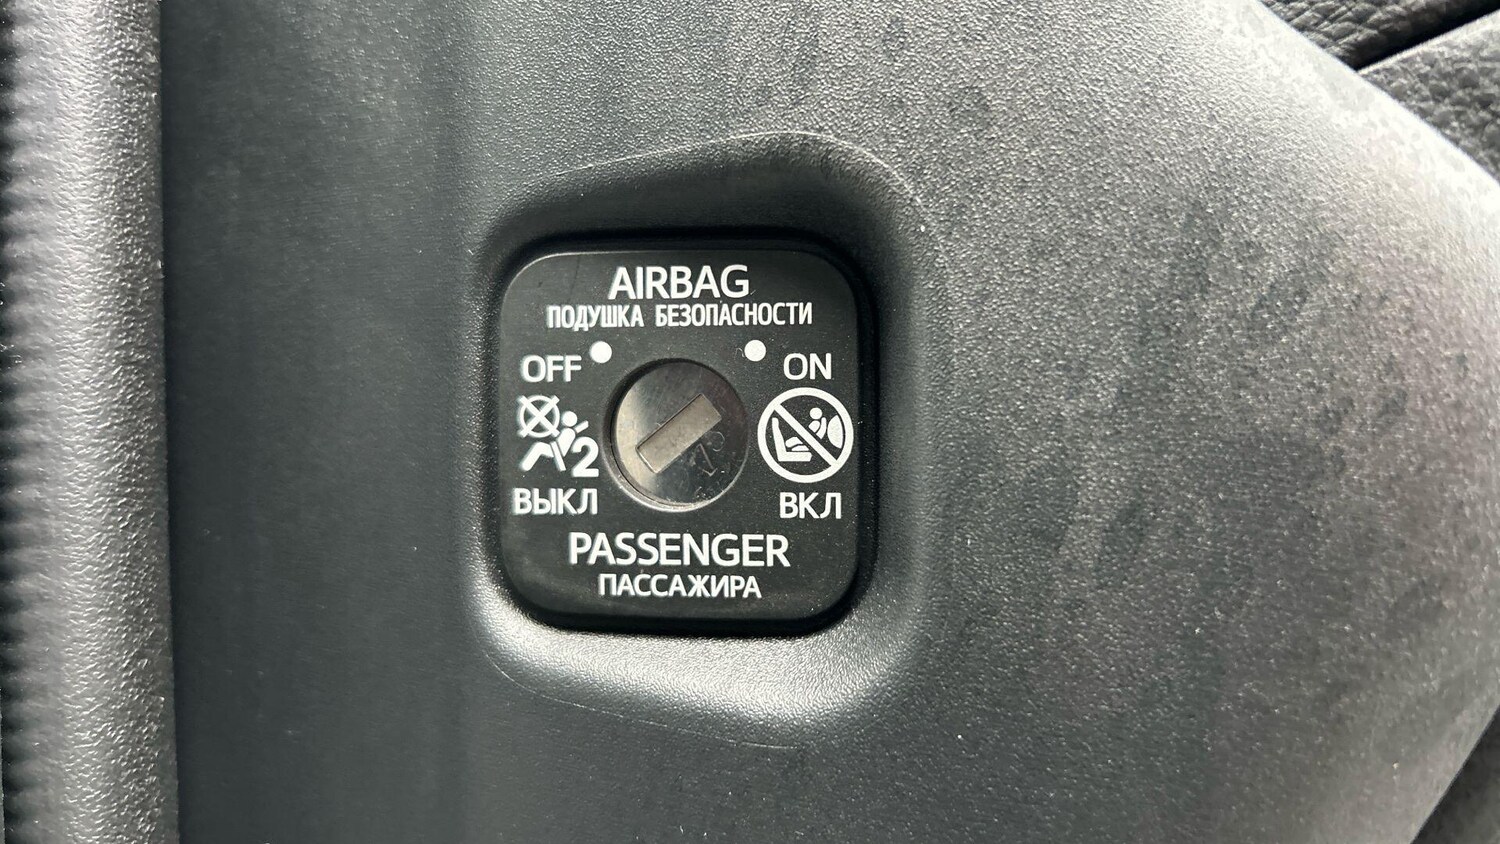 AIRBAG
ПОДУШКА БЕЗОПАСНОСТИ
OFF
ON
2
ВЫКЛ
ВКЛ
PASSENGER
ПАССАЖИРА